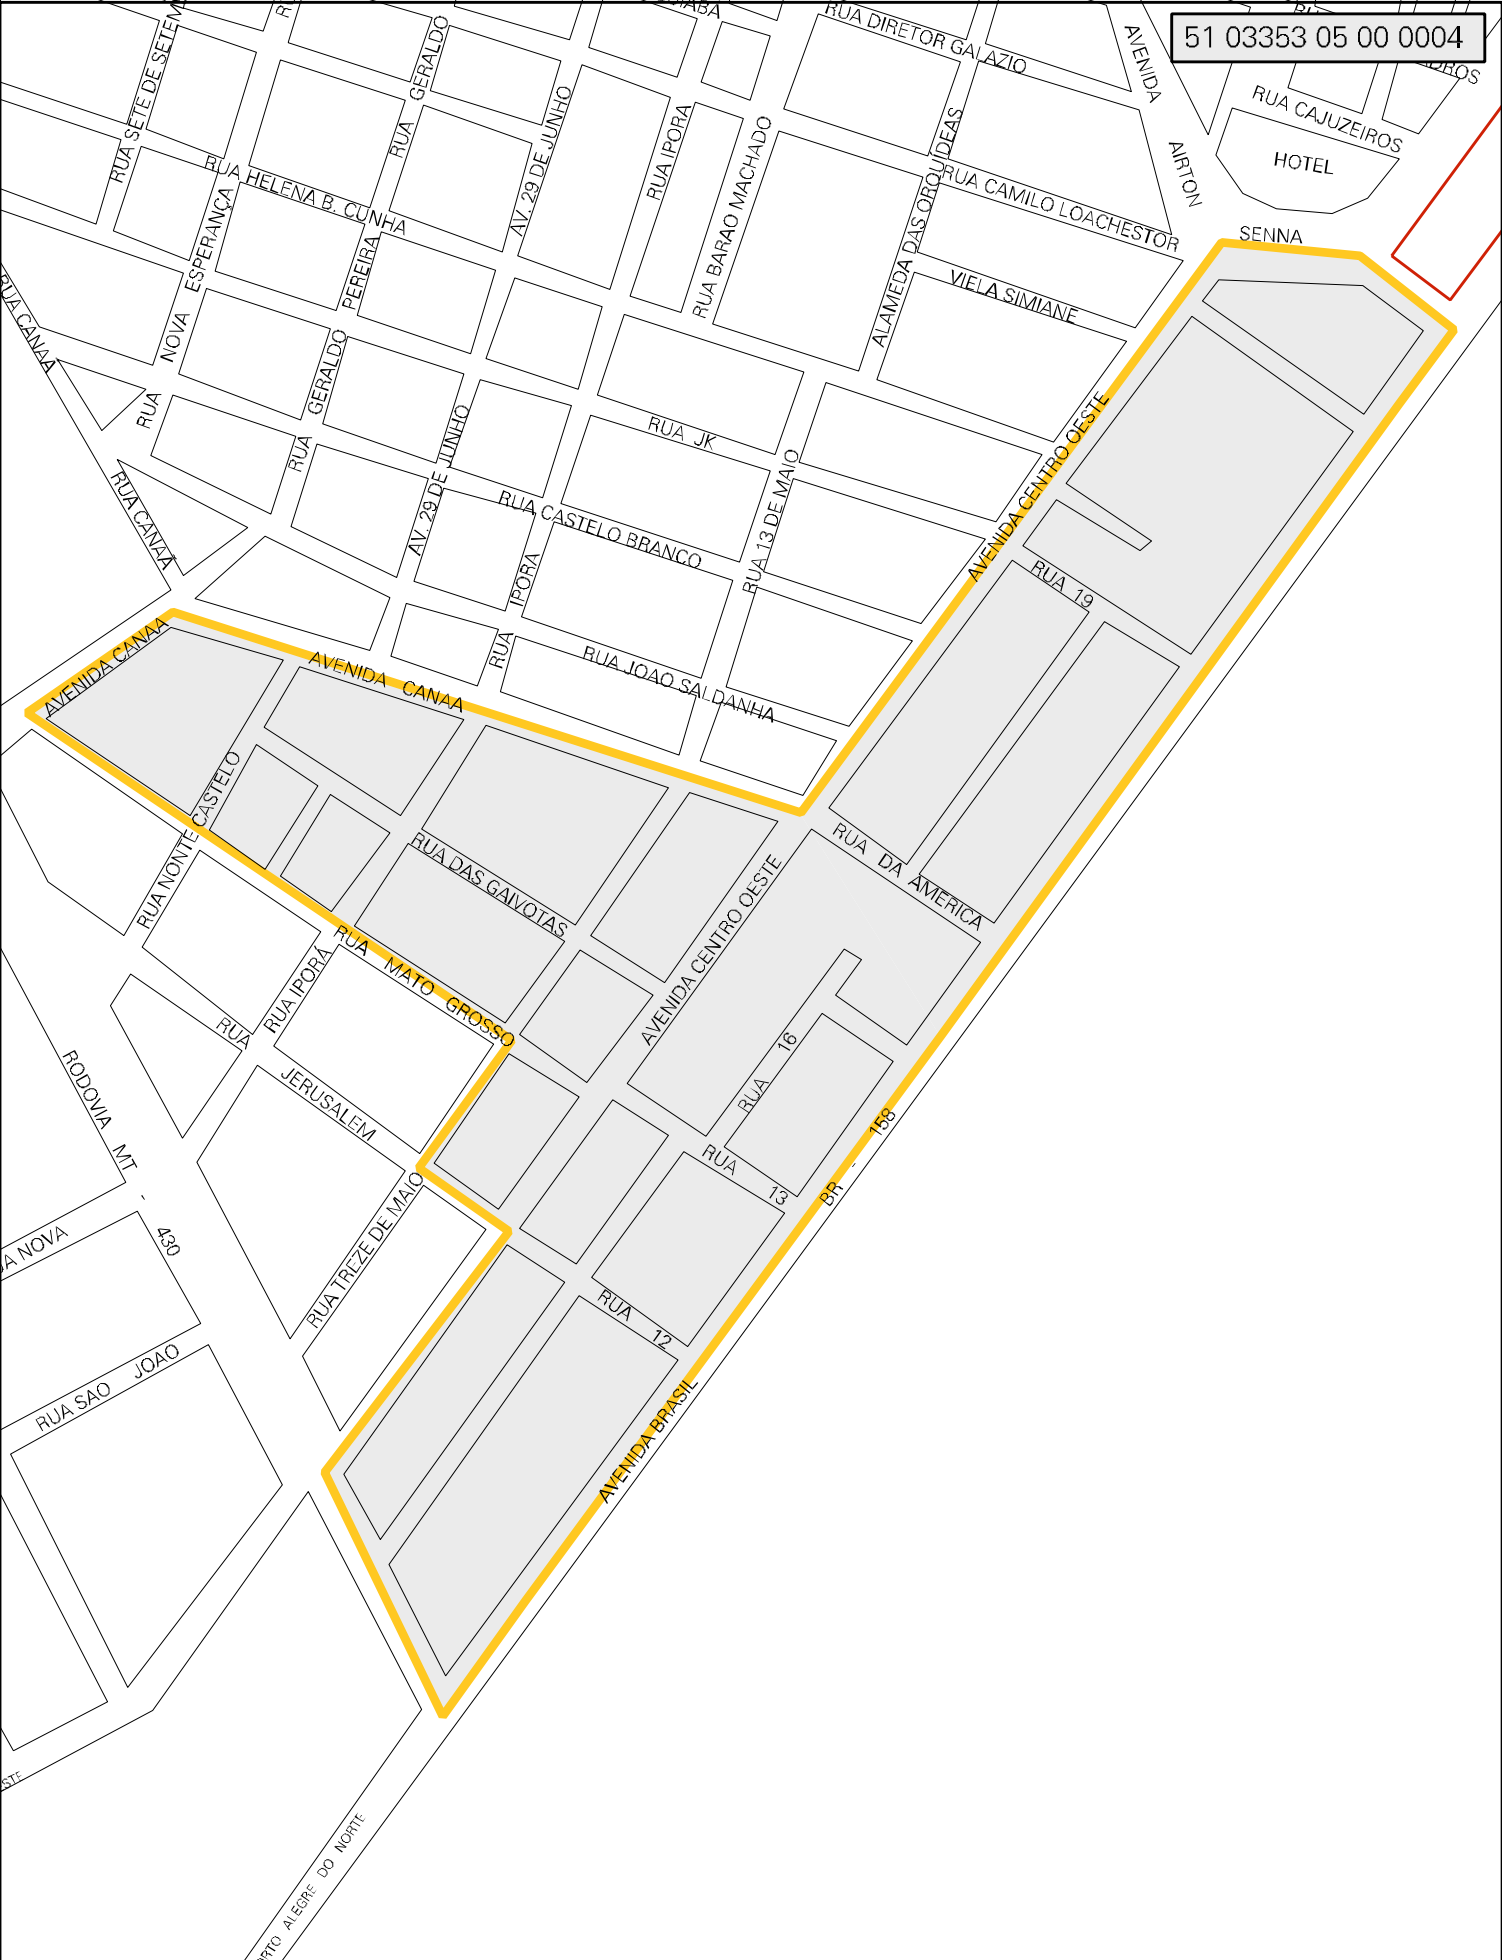 51 03353 05 00 0004
RUA DIRETOR GALAZIO
AVENIDA
AIRTON
SENNA
RUA CAJUZEIROS
HOTEL
RUA SETE DE SETEM
GERALDO
RUA
AV. 29 DE JUNHO
RUA IPORA
RUA BARAO MACHADO
ALAMEDA DAS ORQUIDEAS
RUA CAMILO LOACHESTOR
RUA HELENA B. CUNHA
VIELA SIMIANE
ESPERANÇA
NOVA
RUA
PEREIRA
GERALDO
RUA
RUA CANAA
RUA CANAA
AV. 29 DE JUNHO
RUA JK
RUA CASTELO BRANCO
RUA 13 DE MAIO
AVENIDA CENTRO OESTE
IPORA
RUA
RUA JOAO SALDANHA
RUA 19
AVENIDA CANAA
AVENIDA CANAA
RUA NONTE CASTELO
RUA DAS GAIVOTAS
RUA DA AMERICA
AVENIDA CENTRO OESTE
RUA MATO GROSSO
RUA IPORÁ
RUA
JERUSALEM
RUA 16
RUA 13
BR - 158
RODOVIA MT - 430
RUA TREZE DE MAIO
A NOVA
RUA 12
RUA SAO JOAO
AVENIDA BRASIL
ALEGRE DO NORTE